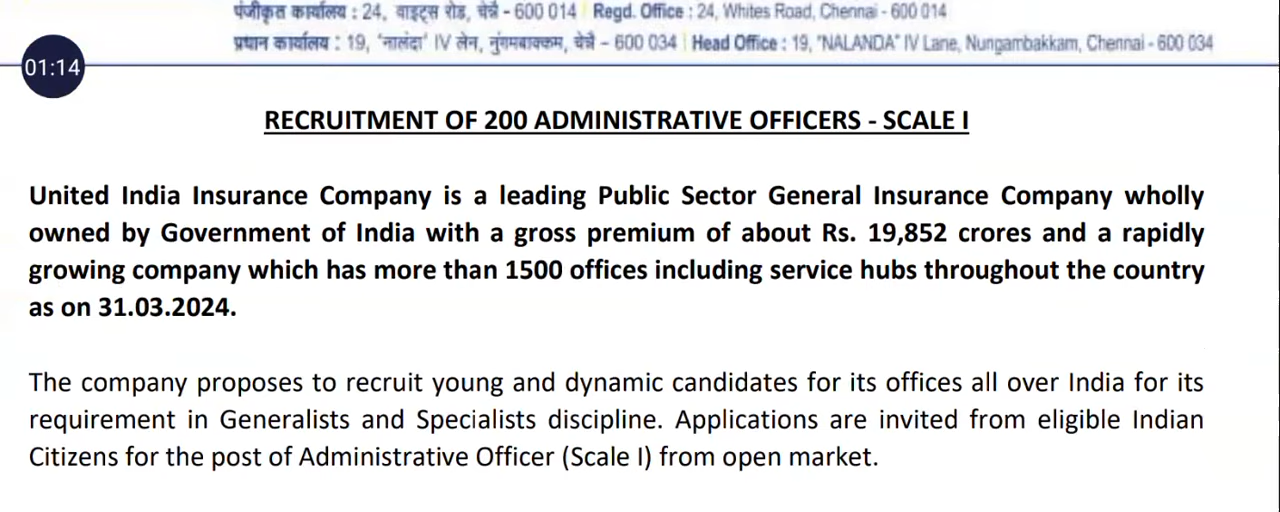 पंजीकृत कार्यालय : 24, वाइट्स रोड, चेन्नै - 600 014 | Regd. Office : 24, Whites Road, Chennai - 600 014
प्रधान कार्यालय : 19, 'नालंदा' IV लेन, नुंगमबाक्कम, चेन्नै – 600 034 | Head Office : 19, "NALANDA" IV Lane, Nungambakkam, Chennai - 600 034
01:14
RECRUITMENT OF 200 ADMINISTRATIVE OFFICERS - SCALE I
United India Insurance Company is a leading Public Sector General Insurance Company wholly
owned by Government of India with a gross premium of about Rs. 19,852 crores and a rapidly
growing company which has more than 1500 offices including service hubs throughout the country
as on 31.03.2024.
The company proposes to recruit young and dynamic candidates for its offices all over India for its
requirement in Generalists and Specialists discipline. Applications are invited from eligible Indian
Citizens for the post of Administrative Officer (Scale I) from open market.